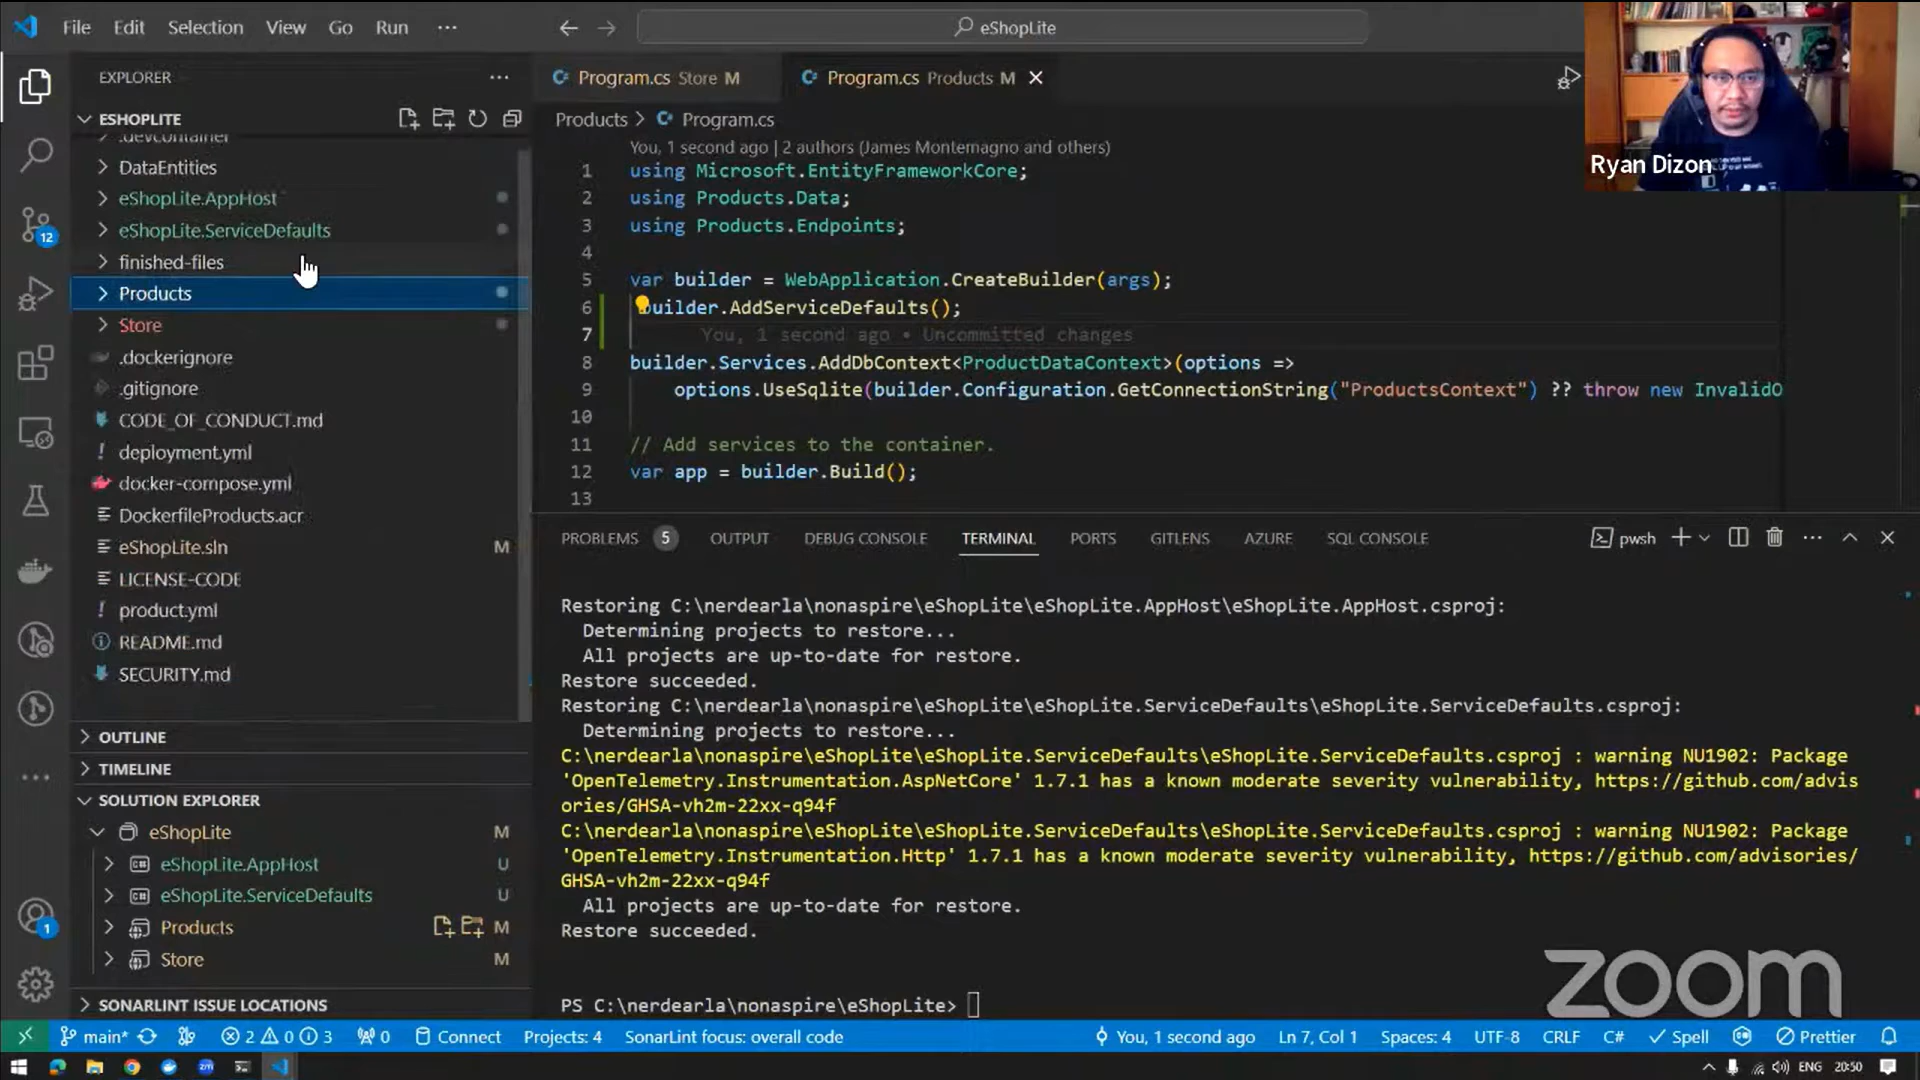 File Edit Selection View Go Run ···
eShopLite
EXPLORER
ESHOPLITE
.devcontainer
DataEntities
eShopLite.AppHost
eShopLite.ServiceDefaults
finished-files
Products
Store
.dockerignore
.gitignore
CODE_OF_CONDUCT.md
deployment.yml
docker-compose.yml
DockerfileProducts.acr
eShopLite.sln M
LICENSE-CODE
product.yml
README.md
SECURITY.md
OUTLINE
TIMELINE
SOLUTION EXPLORER
eShopLite M
eShopLite.AppHost U
eShopLite.ServiceDefaults U
Products M
Store M
SONARLINT ISSUE LOCATIONS
12
1
Program.cs Store M
Program.cs Products M
Products > Program.cs
You, 1 second ago | 2 authors (James Montemagno and others)
1 using Microsoft.EntityFrameworkCore;
2 using Products.Data;
3 using Products.Endpoints;
4
5 var builder = WebApplication.CreateBuilder(args);
6 builder.AddServiceDefaults();
7 You, 1 second ago • Uncommitted changes
8 builder.Services.AddDbContext<ProductDataContext>(options =>
9 options.UseSqlite(builder.Configuration.GetConnectionString("ProductsContext") ?? throw new InvalidO
10
11 // Add services to the container.
12 var app = builder.Build();
13
Ryan Dizon
PROBLEMS 5 OUTPUT DEBUG CONSOLE TERMINAL PORTS GITLENS AZURE SQL CONSOLE
pwsh
Restoring C:\nerdearla\nonaspire\eShopLite\eShopLite.AppHost\eShopLite.AppHost.csproj:
Determining projects to restore...
All projects are up-to-date for restore.
Restore succeeded.
Restoring C:\nerdearla\nonaspire\eShopLite\eShopLite.ServiceDefaults\eShopLite.ServiceDefaults.csproj:
Determining projects to restore...
C:\nerdearla\nonaspire\eShopLite\eShopLite.ServiceDefaults\eShopLite.ServiceDefaults.csproj : warning NU1902: Package
'OpenTelemetry.Instrumentation.AspNetCore' 1.7.1 has a known moderate severity vulnerability, https://github.com/advis
ories/GHSA-vh2m-22xx-q94f
C:\nerdearla\nonaspire\eShopLite\eShopLite.ServiceDefaults\eShopLite.ServiceDefaults.csproj : warning NU1902: Package
'OpenTelemetry.Instrumentation.Http' 1.7.1 has a known moderate severity vulnerability, https://github.com/advisories/
GHSA-vh2m-22xx-q94f
All projects are up-to-date for restore.
Restore succeeded.
PS C:\nerdearla\nonaspire\eShopLite>
zoom
main* 2 0 3 0 Connect Projects: 4 SonarLint focus: overall code You, 1 second ago Ln 7, Col 1 Spaces: 4 UTF-8 CRLF C# Spell Prettier
ENG 20:50